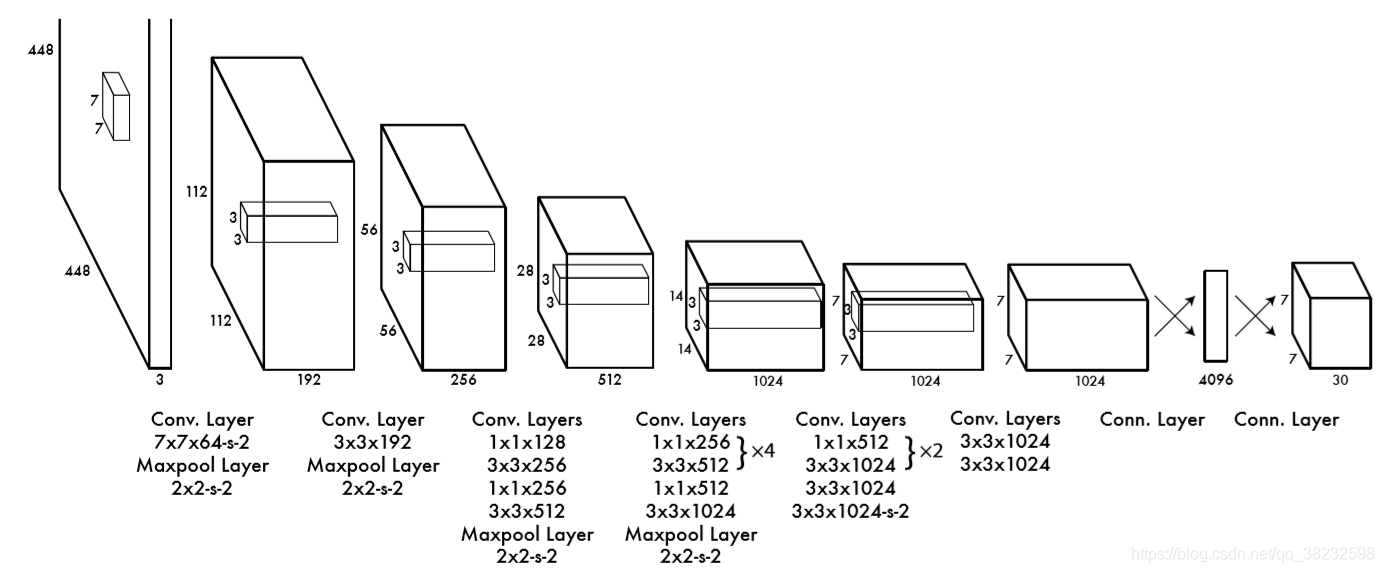 448
7
7
448
3
112
3
3
112
192
56
3
3
56
256
28
3
3
28
512
14
3
3
14
1024
7
3
3
7
1024
7
7
1024
4096
7
7
30
Conv. Layer
7x7x64-s-2
Maxpool Layer
2x2-s-2
Conv. Layer
3x3x192
Maxpool Layer
2x2-s-2
Conv. Layers
1x1x128
3x3x256
1x1x256
3x3x512
Maxpool Layer
2x2-s-2
Conv. Layers
1x1x256
3x3x512
}×4
1x1x512
3x3x1024
Maxpool Layer
2x2-s-2
Conv. Layers
1x1x512
3x3x1024
}×2
3x3x1024
3x3x1024-s-2
Conv. Layers
3x3x1024
3x3x1024
Conn. Layer
Conn. Layer
https://blog.csdn.net/qq_38232598